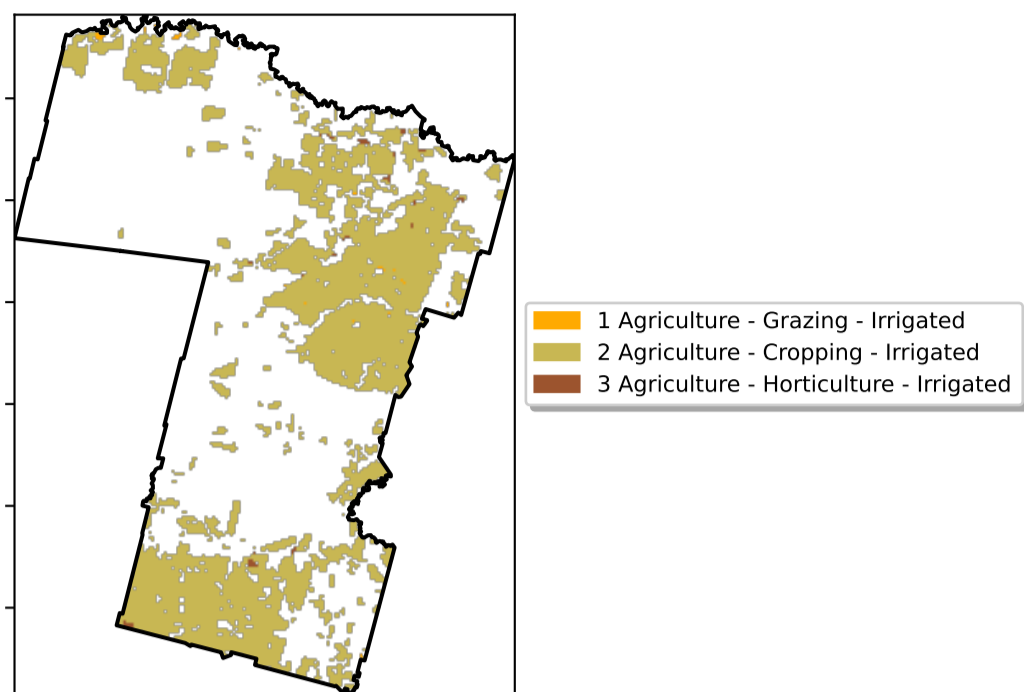 1 Agriculture - Grazing - Irrigated
2 Agriculture - Cropping - Irrigated
3 Agriculture - Horticulture - Irrigated